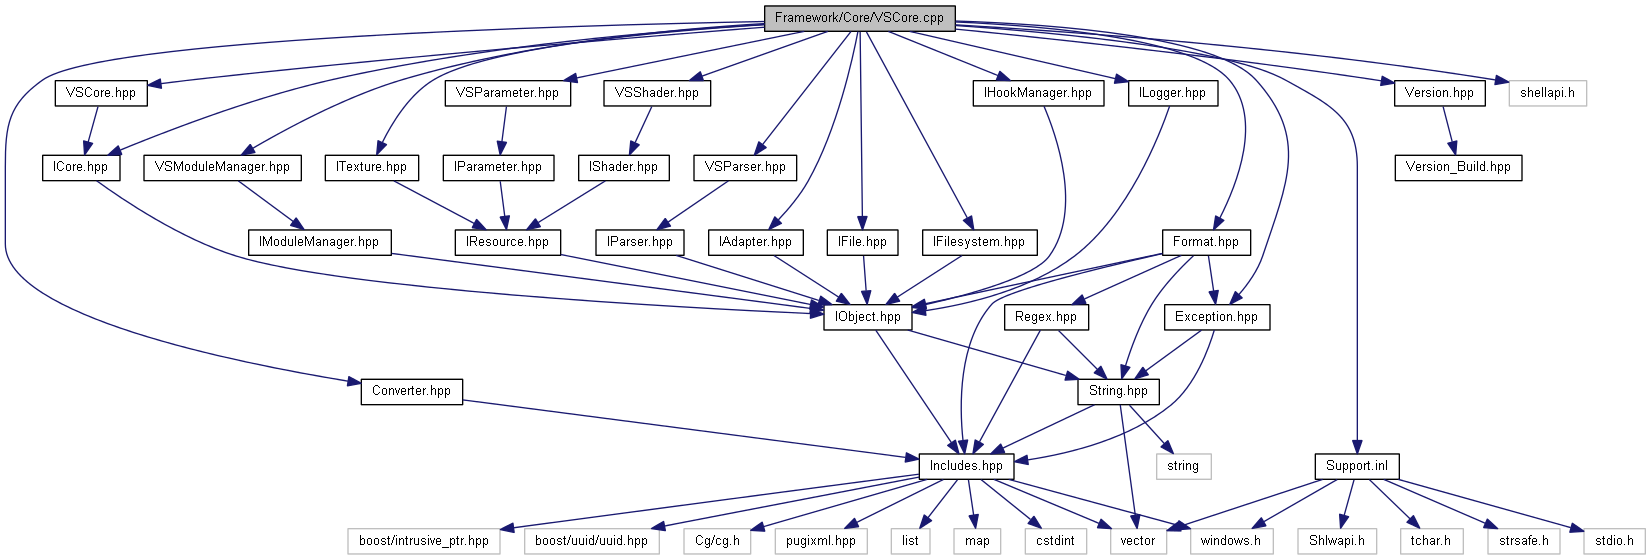 Framework/Core/VSCore.cpp
VSCore.hpp
VSParameter.hpp
VSShader.hpp
IHookManager.hpp
ILogger.hpp
Version.hpp
shellapi.h
ICore.hpp
VSModuleManager.hpp
ITexture.hpp
IParameter.hpp
IShader.hpp
VSParser.hpp
Version_Build.hpp
IModuleManager.hpp
IResource.hpp
IParser.hpp
IAdapter.hpp
IFile.hpp
IFilesystem.hpp
Format.hpp
IObject.hpp
Regex.hpp
Exception.hpp
Converter.hpp
String.hpp
Includes.hpp
string
Support.inl
boost/intrusive_ptr.hpp
boost/uuid/uuid.hpp
Cg/cg.h
pugixml.hpp
list
map
cstdint
vector
windows.h
Shlwapi.h
tchar.h
strsafe.h
stdio.h